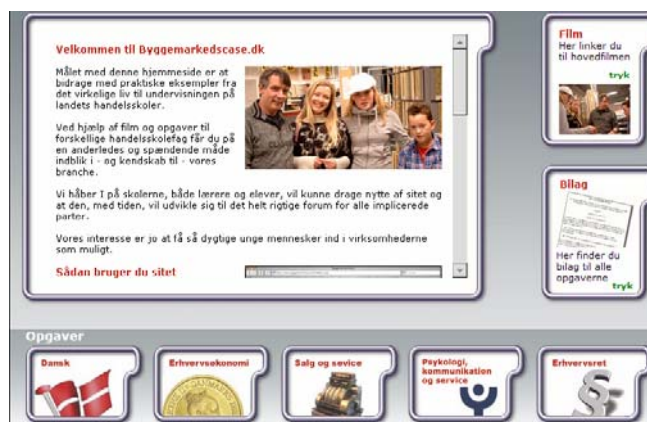 Velkommen til Byggemarkedscase.dk
Målet med denne hjemmeside er at
bidrage med praktiske eksempler fra
det virkelige liv til undervisningen på
landets handelsskoler.
Ved hjælp af film og opgaver til
forskellige handelsskolefag får du på
en anderledes og spændende måde
indblik i - og kendskab til - vores
branche.
Vi håber I på skolerne, både lærere og elever, vil kunne drage nytte af sitet og
at den, med tiden, vil udvikle sig til det helt rigtige forum for alle implicerede
parter.
Vores interesse er jo at få så dygtige unge mennesker ind i virksomhederne
som muligt.
Sådan bruger du sitet
Film
Her linker du
til hovedfilmen
tryk
Bilag
Her finder du
bilag til alle
opgaverne
tryk
Opgaver
Dansk
Erhvervsøkonomi
Salg og sevice
Psykologi,
kommunikation
og service
Erhvervsret